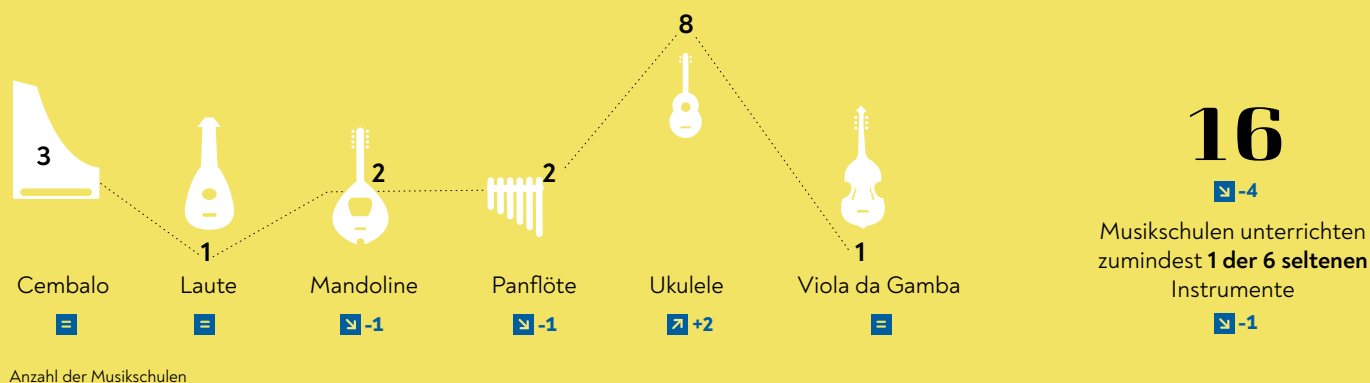 8
3
2
2
1
1
Cembalo
Laute
Mandoline
Panflöte
Ukulele
Viola da Gamba
=
=
↘ -1
↘ -1
↗ +2
=
16
↘ -4
Musikschulen unterrichten
zumindest 1 der 6 seltenen
Instrumente
↘ -1
Anzahl der Musikschulen